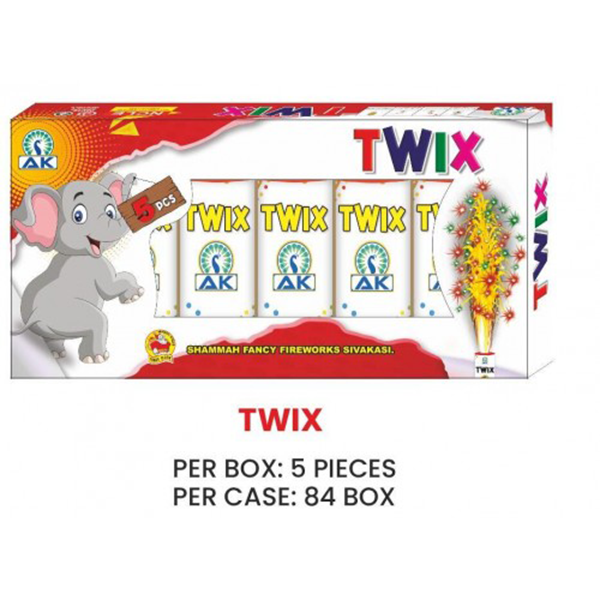 TWIX
AK
TWIX
5 PCS
TWIX
TWIX
TWIX
AK
AK
AK
TWIX
SHAMMAH FANCY FIREWORKS SIVAKASI.
TWIX
TWIX
PER BOX: 5 PIECES
PER CASE: 84 BOX